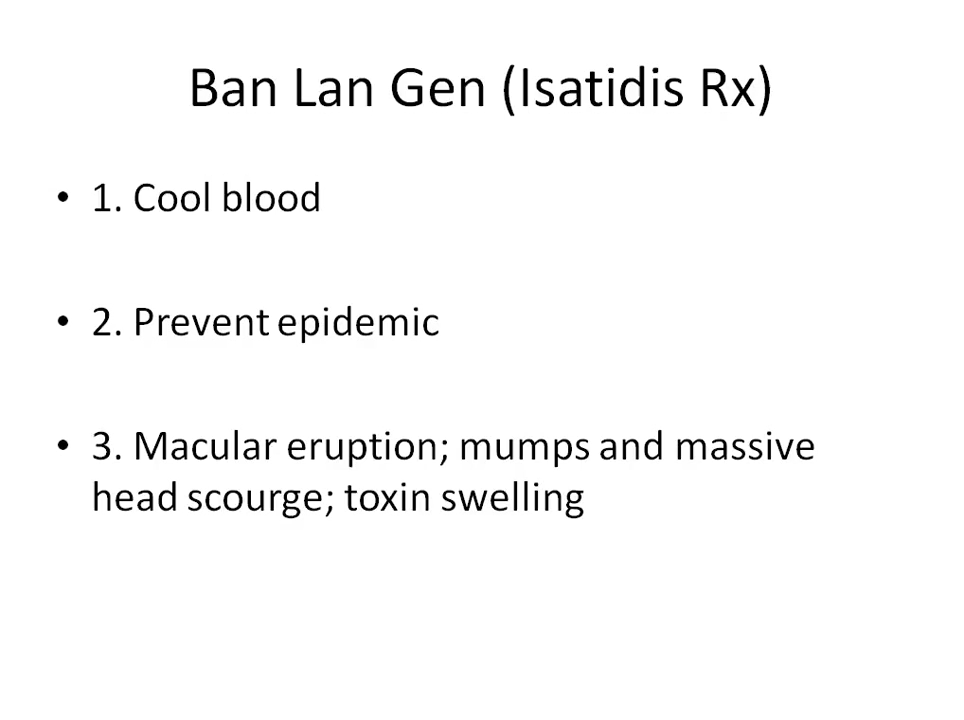 Ban Lan Gen (Isatidis Rx)
• 1. Cool blood
• 2. Prevent epidemic
• 3. Macular eruption; mumps and massive
head scourge; toxin swelling